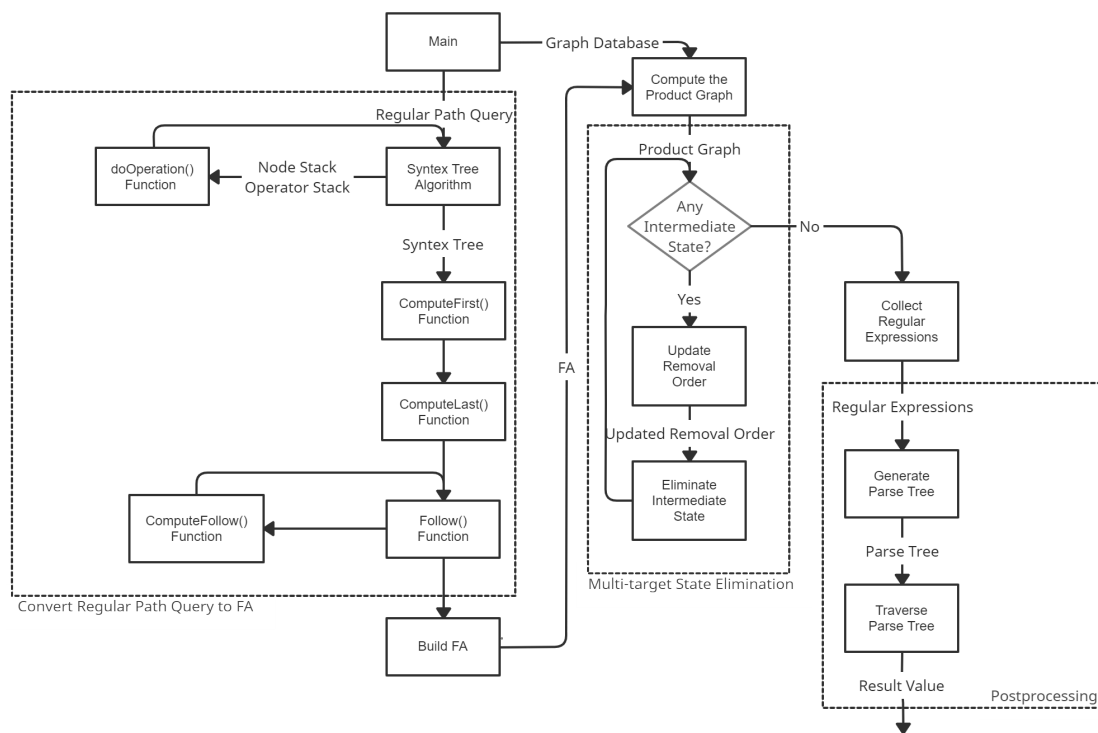 Main
Graph Database
Compute the
Product Graph
Regular Path Query
doOperation()
Function
Node Stack
Operator Stack
Syntex Tree
Algorithm
Syntex Tree
ComputeFirst()
Function
ComputeLast()
Function
ComputeFollow()
Function
Follow()
Function
Convert Regular Path Query to FA
Build FA
FA
Product Graph
Any
Intermediate
State?
No
Yes
Update
Removal
Order
Updated Removal Order
Eliminate
Intermediate
State
Multi-target State Elimination
Collect
Regular
Expressions
Regular Expressions
Generate
Parse Tree
Parse Tree
Traverse
Parse Tree
Result Value
Postprocessing